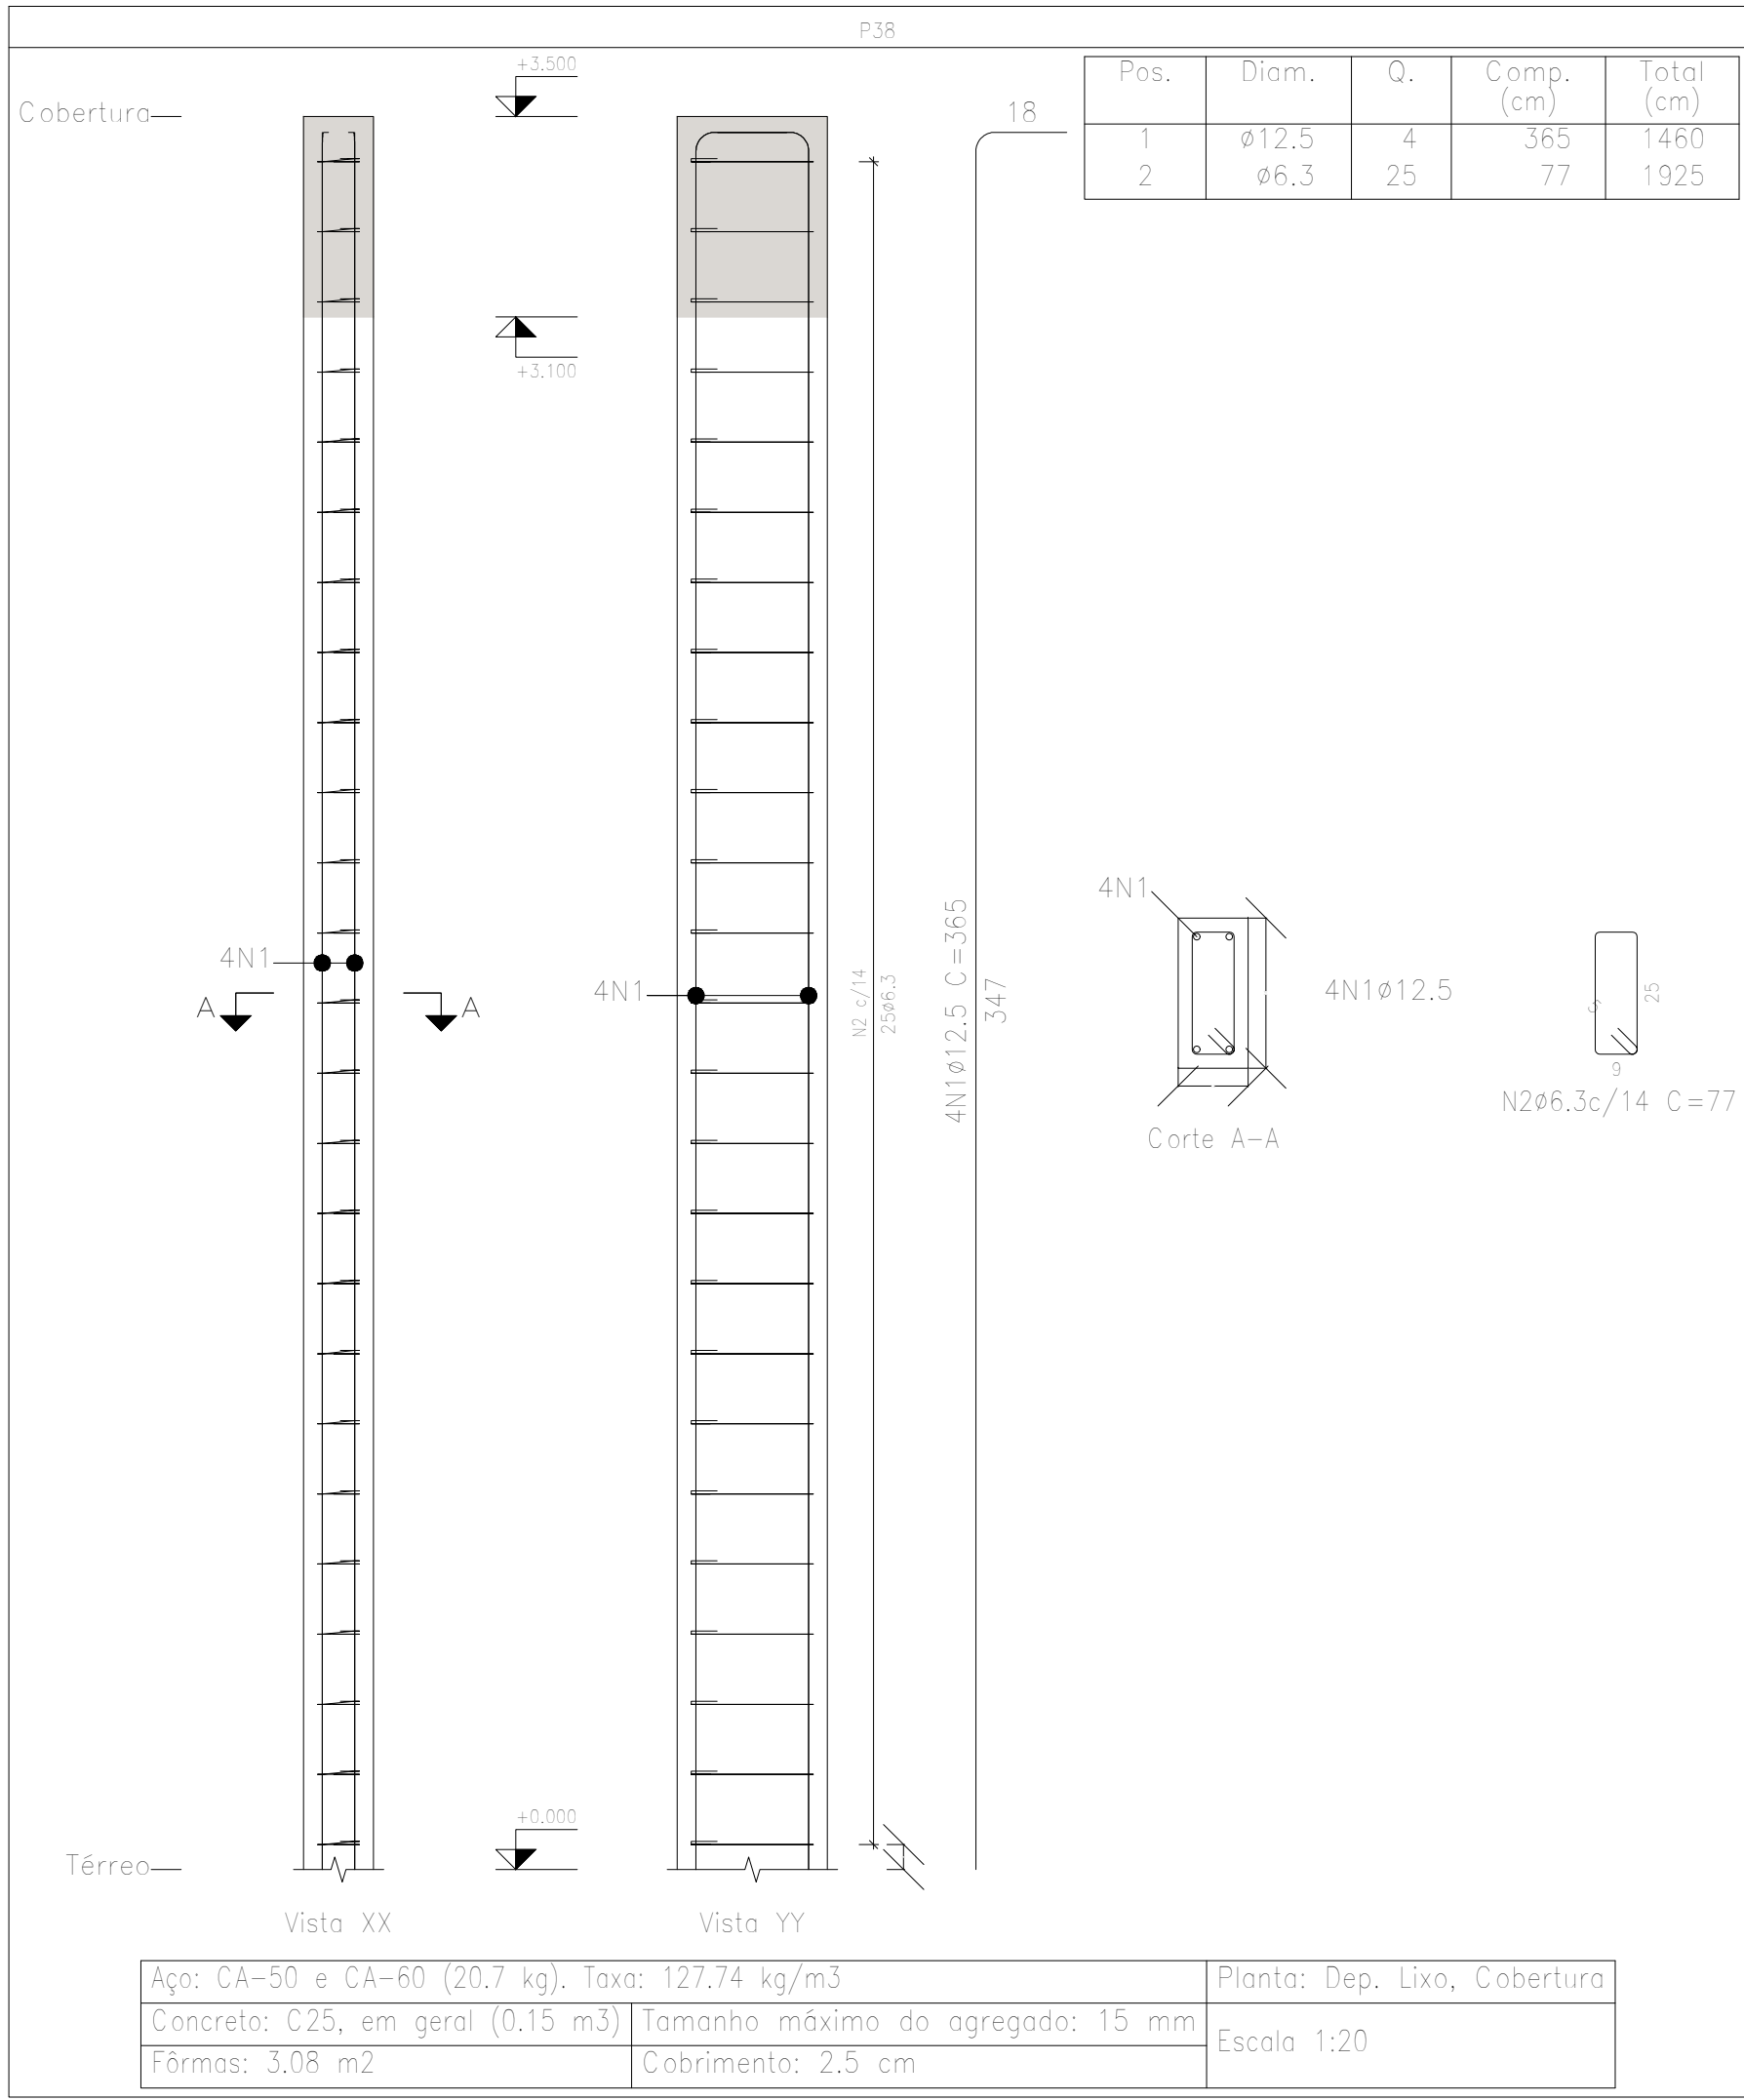 P38
+3.500
Cobertura
18
Pos. Diam. Q. Comp. (cm) Total (cm)
1 ø12.5 4 365 1460
2 ø6.3 25 77 1925
+3.100
4N1
A A
4N1
N2 c/14
25ø6.3
4N1ø12.5 C=365
347
4N1
4N1ø12.5
Corte A-A
25
9
N2ø6.3c/14 C=77
+0.000
Térreo
Vista XX
Vista YY
Aço: CA-50 e CA-60 (20.7 kg). Taxa: 127.74 kg/m3
Planta: Dep. Lixo, Cobertura
Concreto: C25, em geral (0.15 m3)
Tamanho máximo do agregado: 15 mm
Escala 1:20
Fôrmas: 3.08 m2
Cobrimento: 2.5 cm